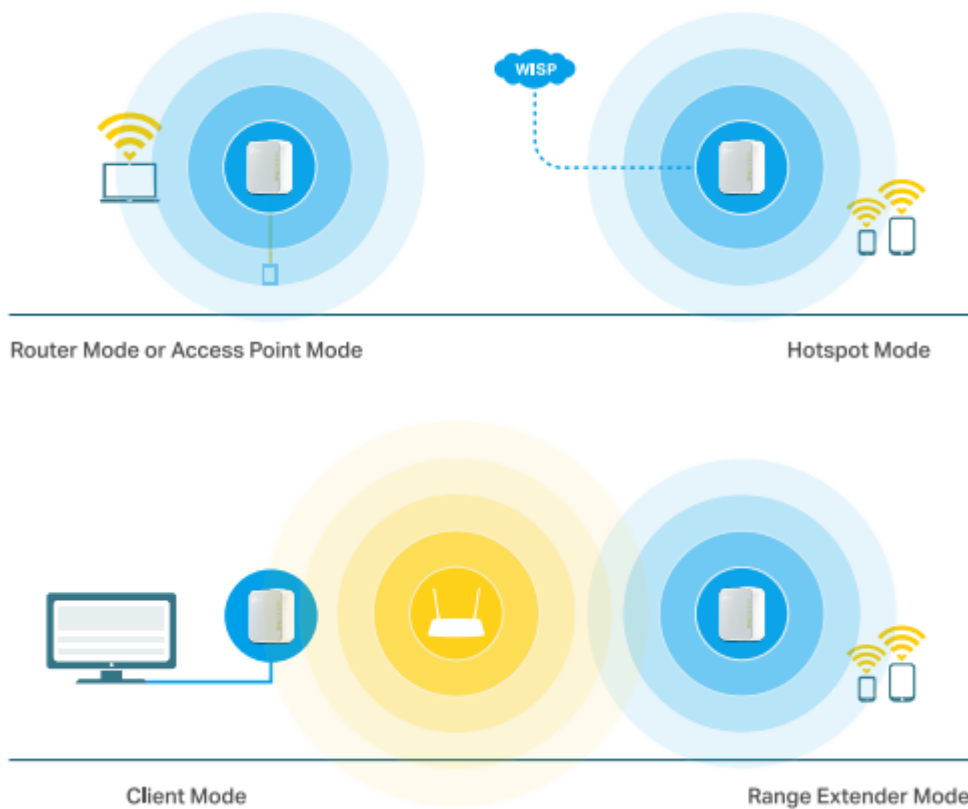 WISP
Router Mode or Access Point Mode
Hotspot Mode
Client Mode
Range Extender Mode